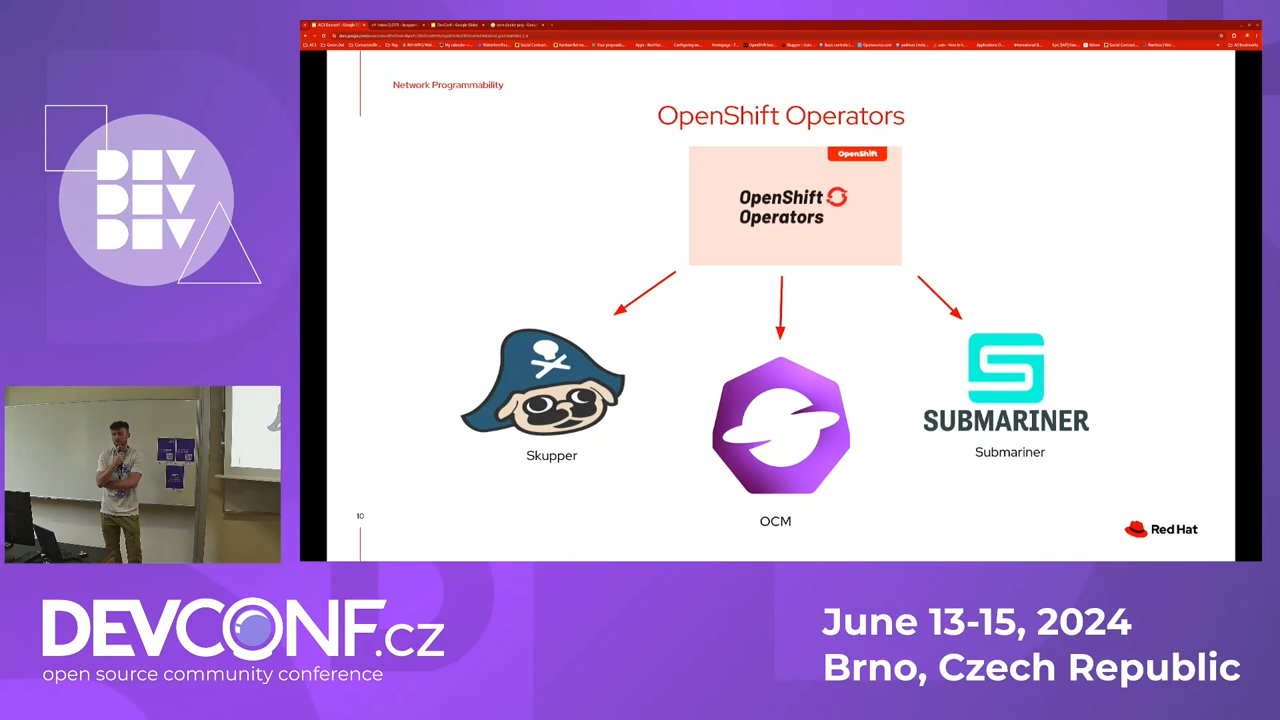 Network Programmability
OpenShift Operators
OpenShift
OpenShift
Operators
Skupper
OCM
SUBMARINER
Submariner
10
Red Hat
DEV
DEV
DEV
DEVCONF.cz
open source community conference
June 13-15, 2024
Brno, Czech Republic